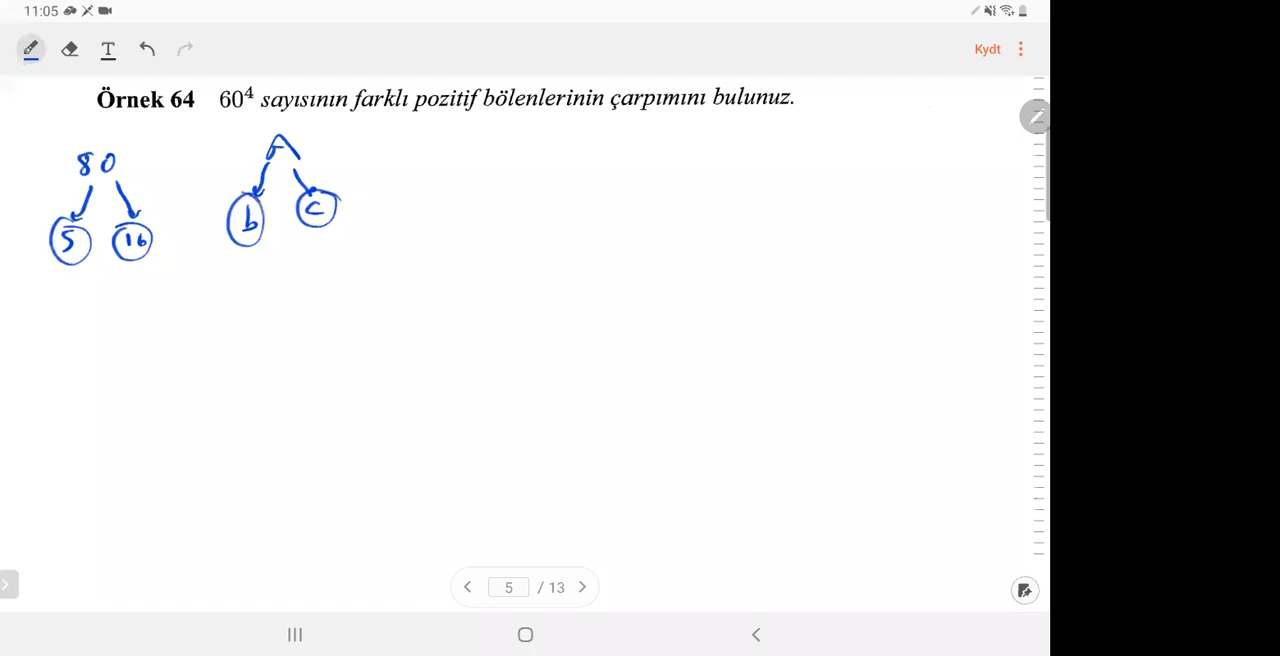 11:05
T
Kydt
Örnek 64 60⁴ sayısının farklı pozitif bölenlerinin çarpımını bulunuz.
80
5 16
b c
5 / 13